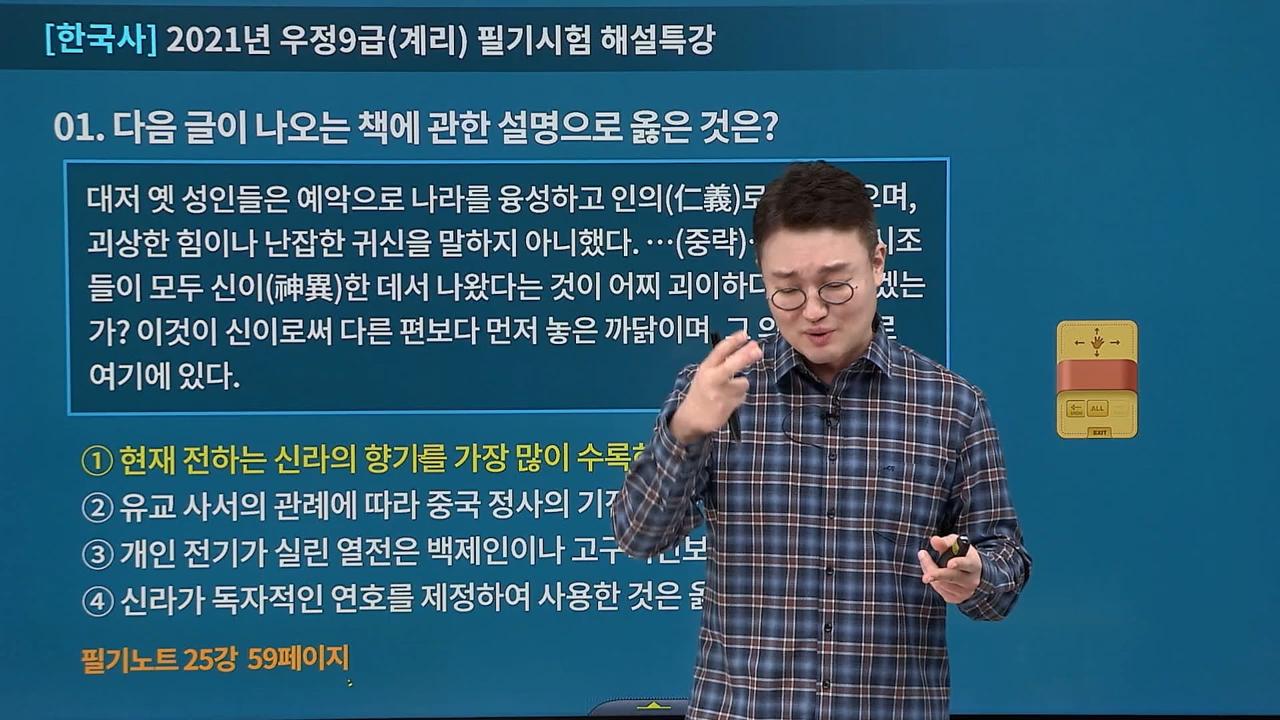 [한국사] 2021년 우정9급(계리) 필기시험 해설특강
01. 다음 글이 나오는 책에 관한 설명으로 옳은 것은?
대저 옛 성인들은 예악으로 나라를 융성하고 인의(仁義)로 으며,
괴상한 힘이나 난잡한 귀신을 말하지 아니했다. …(중략) 시조
들이 모두 신이(神異)한 데서 나왔다는 것이 어찌 괴이하다 겠는
가? 이것이 신이로써 다른 편보다 먼저 놓은 까닭이며, 그 로
여기에 있다.
① 현재 전하는 신라의 향가를 가장 많이 수록
② 유교 사서의 관례에 따라 중국 정사의
③ 개인 전기가 실린 열전은 백제인이나
④ 신라가 독자적인 연호를 제정하여 사용한 것은
필기노트 25강 59페이지
ALL
EXIT